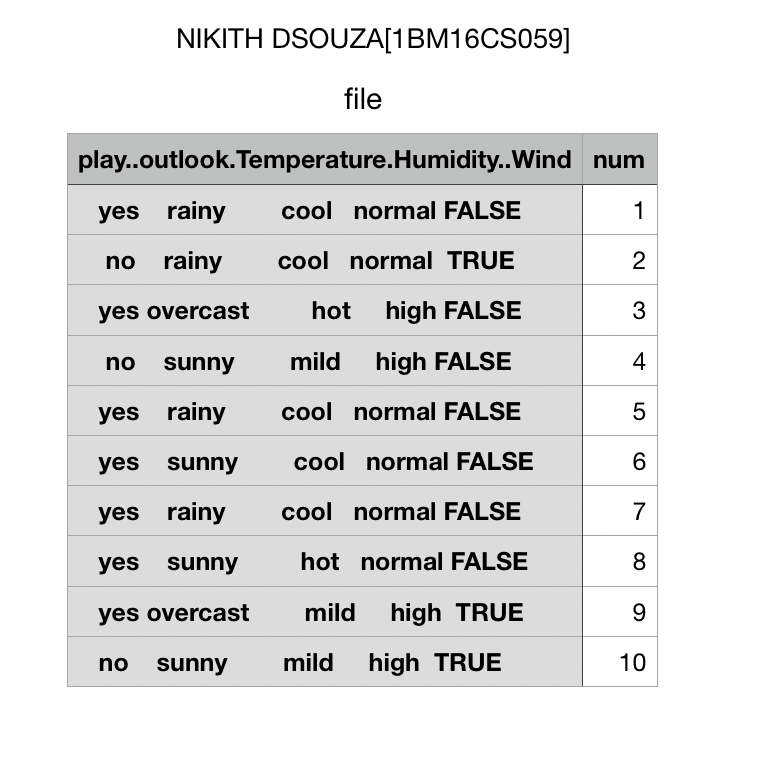 NIKITH DSOUZA[1BM16CS059]
file
play..outlook.Temperature.Humidity..Wind num
yes rainy cool normal FALSE 1
no rainy cool normal TRUE 2
yes overcast hot high FALSE 3
no sunny mild high FALSE 4
yes rainy cool normal FALSE 5
yes sunny cool normal FALSE 6
yes rainy cool normal FALSE 7
yes sunny hot normal FALSE 8
yes overcast mild high TRUE 9
no sunny mild high TRUE 10